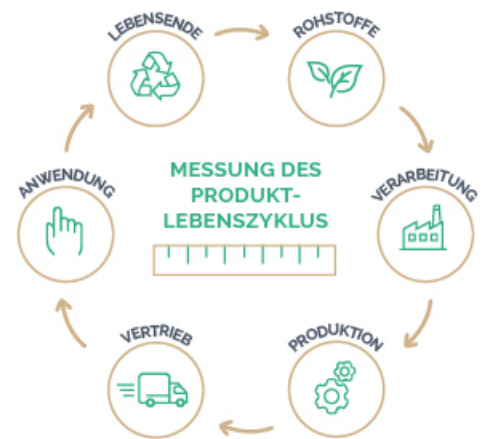 LEBENSENDE
ROHSTOFFE
ANWENDUNG
MESSUNG DES
PRODUKT-
LEBENSZYKLUS
VERARBEITUNG
VERTRIEB
PRODUKTION